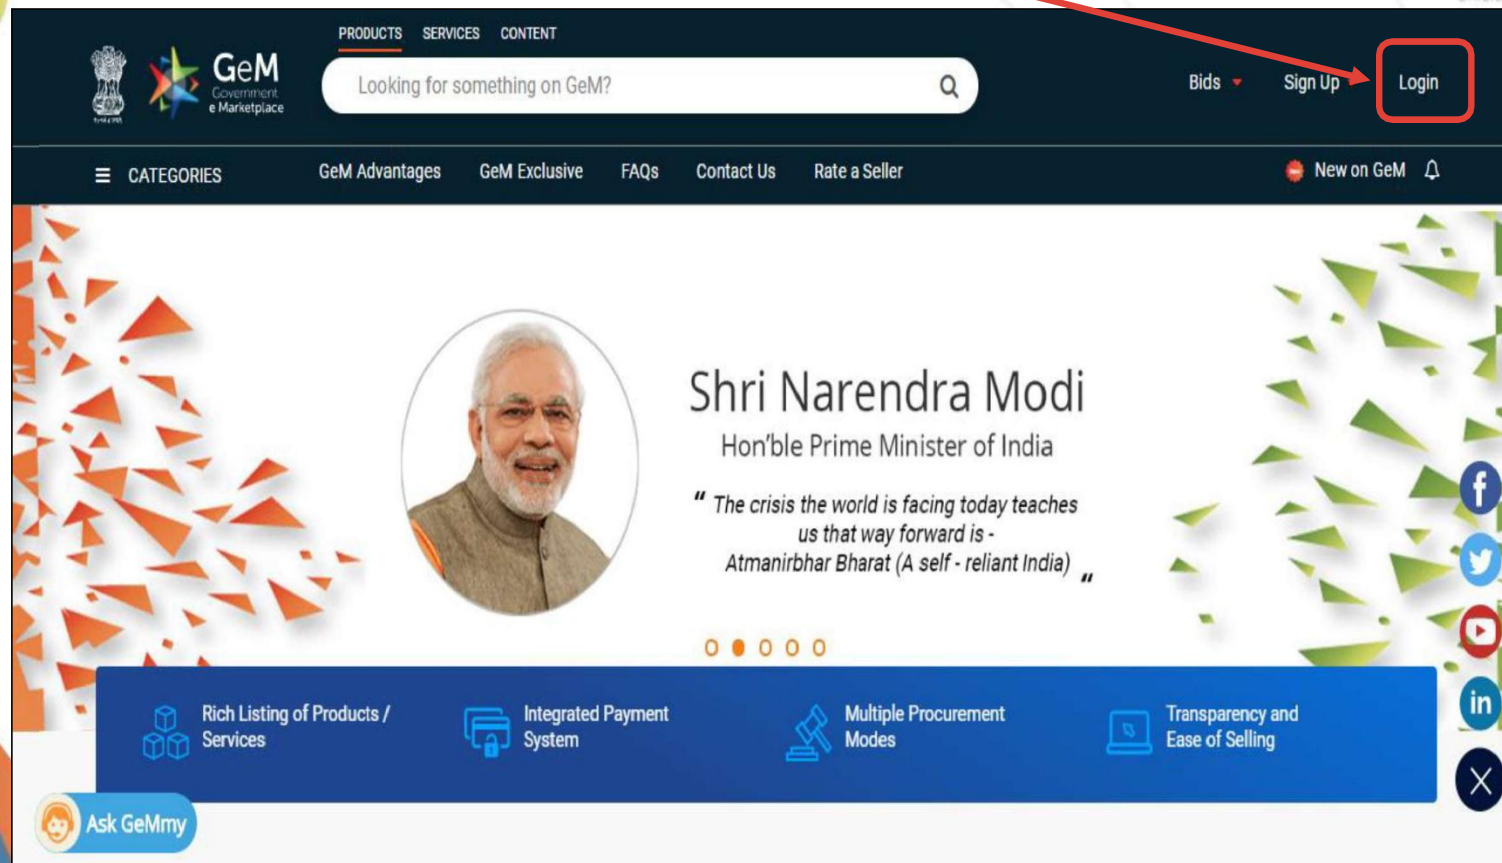 PRODUCTS SERVICES CONTENT
GeM
Government
e Marketplace
Looking for something on GeM?
Bids
Sign Up
Login
CATEGORIES
GeM Advantages
GeM Exclusive
FAQs
Contact Us
Rate a Seller
New on GeM
Shri Narendra Modi
Hon'ble Prime Minister of India
" The crisis the world is facing today teaches
us that way forward is -
Atmanirbhar Bharat (A self - reliant India) "
Rich Listing of Products /
Services
Integrated Payment
System
Multiple Procurement
Modes
Transparency and
Ease of Selling
f
in
Ask GeMmy